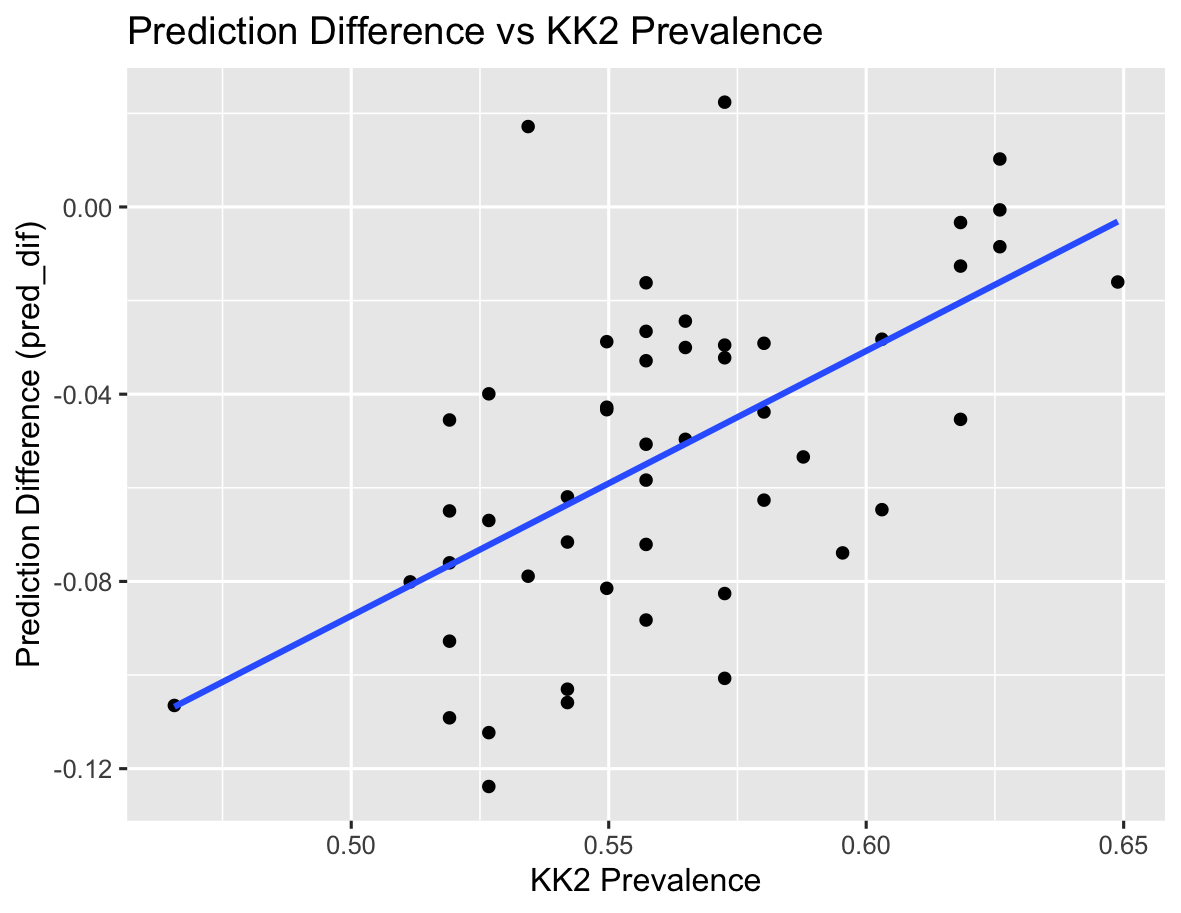 Prediction Difference vs KK2 Prevalence
Prediction Difference (pred_dif)
0.00
-0.04
-0.08
-0.12
0.50
0.55
0.60
0.65
KK2 Prevalence